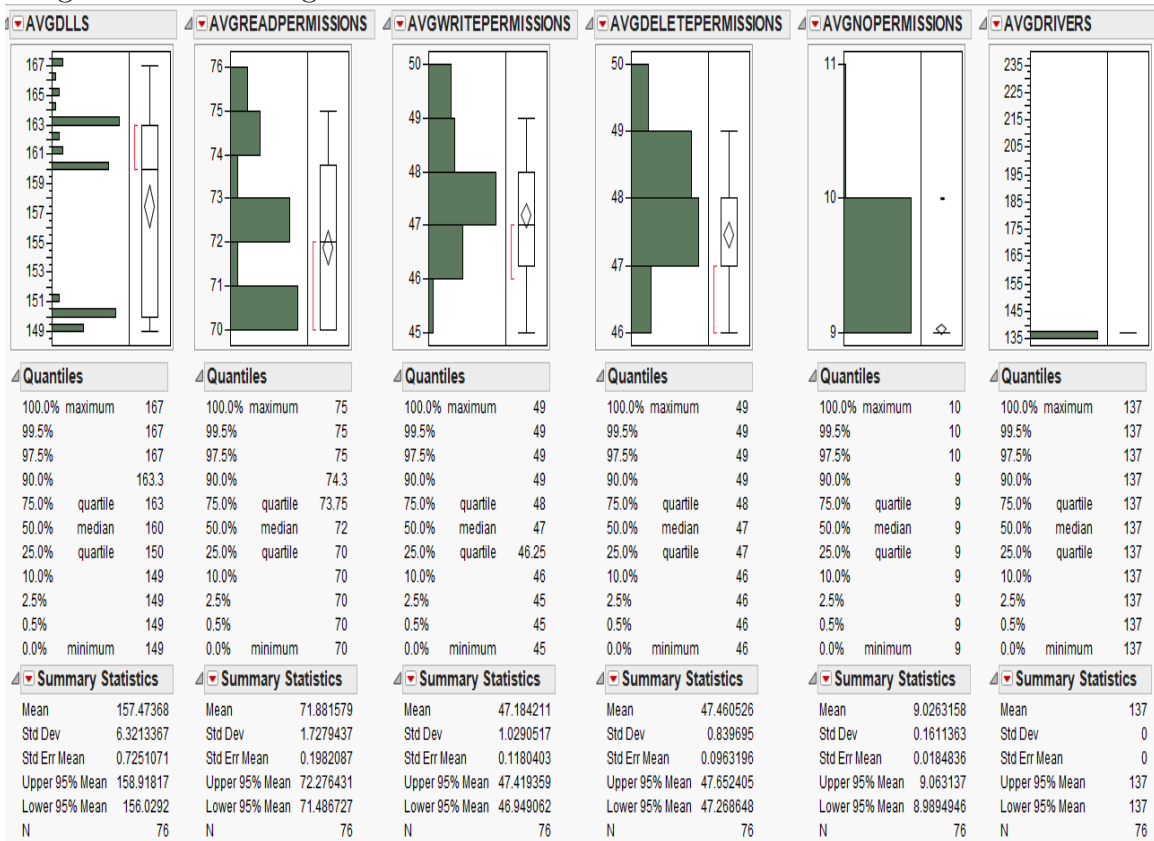 AVGDLLS AVGREADPERMISSIONS AVGWRITEPERMISSIONS AVGDELETEPERMISSIONS AVGNOPERMISSIONS AVGDRIVERS
167 76 50 50 11 235
165 75 49 49 10 225
163 74 48 48 9 215
161 73 47 47 205
159 72 46 46 195
157 71 45 185
155 70 175
153 165
151 155
149 145
135
Quantiles Quantiles Quantiles Quantiles Quantiles Quantiles
100.0% maximum 167 100.0% maximum 75 100.0% maximum 49 100.0% maximum 49 100.0% maximum 10 100.0% maximum 137
99.5% 167 99.5% 75 99.5% 49 99.5% 49 99.5% 10 99.5% 137
97.5% 167 97.5% 75 97.5% 49 97.5% 49 97.5% 10 97.5% 137
90.0% 163.3 90.0% 74.3 90.0% 49 90.0% 49 90.0% 9 90.0% 137
75.0% quartile 163 75.0% quartile 73.75 75.0% quartile 48 75.0% quartile 48 75.0% quartile 9 75.0% quartile 137
50.0% median 160 50.0% median 72 50.0% median 47 50.0% median 47 50.0% median 9 50.0% median 137
25.0% quartile 150 25.0% quartile 70 25.0% quartile 46.25 25.0% quartile 47 25.0% quartile 9 25.0% quartile 137
10.0% 149 10.0% 70 10.0% 46 10.0% 46 10.0% 9 10.0% 137
2.5% 149 2.5% 70 2.5% 45 2.5% 46 2.5% 9 2.5% 137
0.5% 149 0.5% 70 0.5% 45 0.5% 46 0.5% 9 0.5% 137
0.0% minimum 149 0.0% minimum 70 0.0% minimum 45 0.0% minimum 46 0.0% minimum 9 0.0% minimum 137
Summary Statistics Summary Statistics Summary Statistics Summary Statistics Summary Statistics Summary Statistics
Mean 157.47368 Mean 71.881579 Mean 47.184211 Mean 47.460526 Mean 9.0263158 Mean 137
Std Dev 6.3213367 Std Dev 1.7279437 Std Dev 1.0290517 Std Dev 0.839695 Std Dev 0.1611363 Std Dev 0
Std Err Mean 0.7251071 Std Err Mean 0.1982087 Std Err Mean 0.1180403 Std Err Mean 0.0963196 Std Err Mean 0.0184836 Std Err Mean 0
Upper 95% Mean 158.91817 Upper 95% Mean 72.276431 Upper 95% Mean 47.419359 Upper 95% Mean 47.652405 Upper 95% Mean 9.063137 Upper 95% Mean 137
Lower 95% Mean 156.0292 Lower 95% Mean 71.486727 Lower 95% Mean 46.949062 Lower 95% Mean 47.268648 Lower 95% Mean 8.9894946 Lower 95% Mean 137
N 76 N 76 N 76 N 76 N 76 N 76